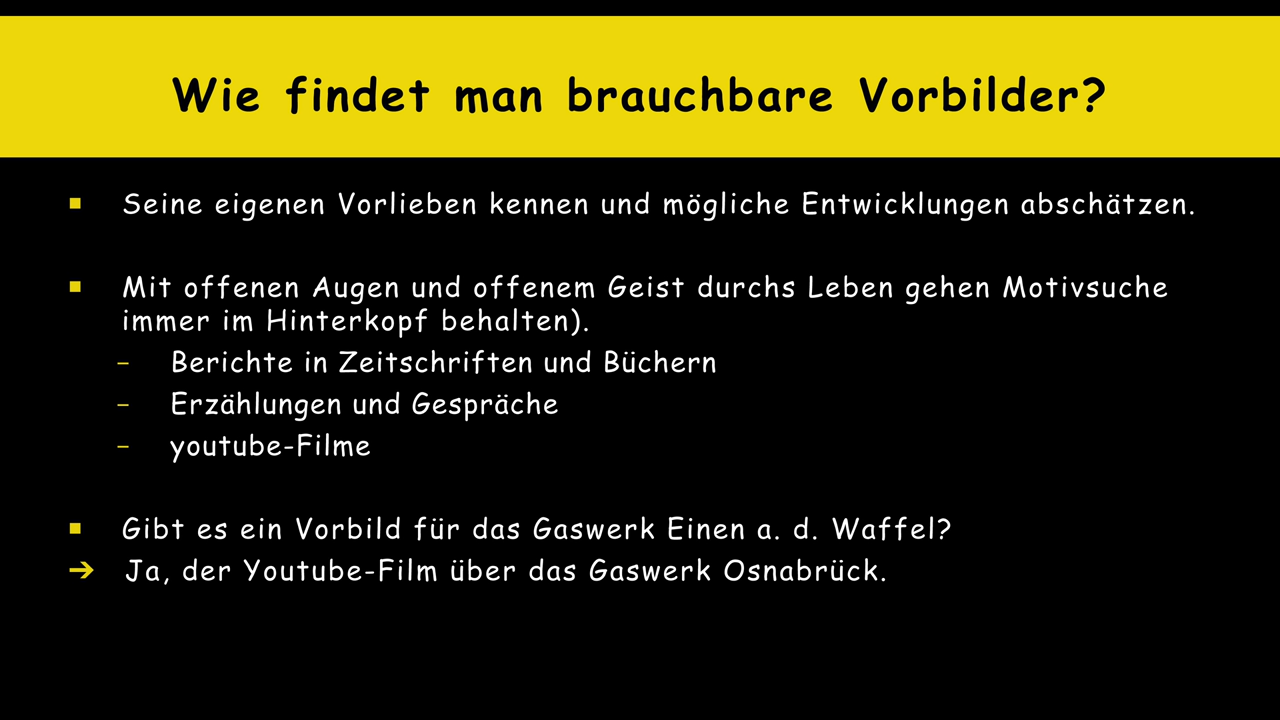 Wie findet man brauchbare Vorbilder?
▪ Seine eigenen Vorlieben kennen und mögliche Entwicklungen abschätzen.
▪ Mit offenen Augen und offenem Geist durchs Leben gehen Motivsuche
immer im Hinterkopf behalten).
– Berichte in Zeitschriften und Büchern
– Erzählungen und Gespräche
– youtube-Filme
▪ Gibt es ein Vorbild für das Gaswerk Einen a. d. Waffel?
➔ Ja, der Youtube-Film über das Gaswerk Osnabrück.